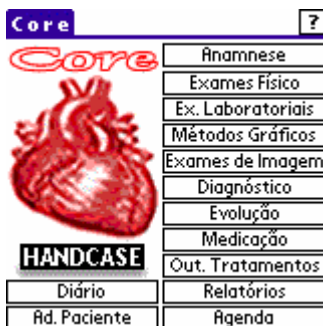 Core ?
Core
Anamnese
Exames Físico
Ex. Laboratoriais
Métodos Gráficos
Exames de Imagem
Diagnóstico
Evolução
Medicação
HANDCASE
Out. Tratamentos
Diário
Relatórios
Ad. Paciente
Agenda